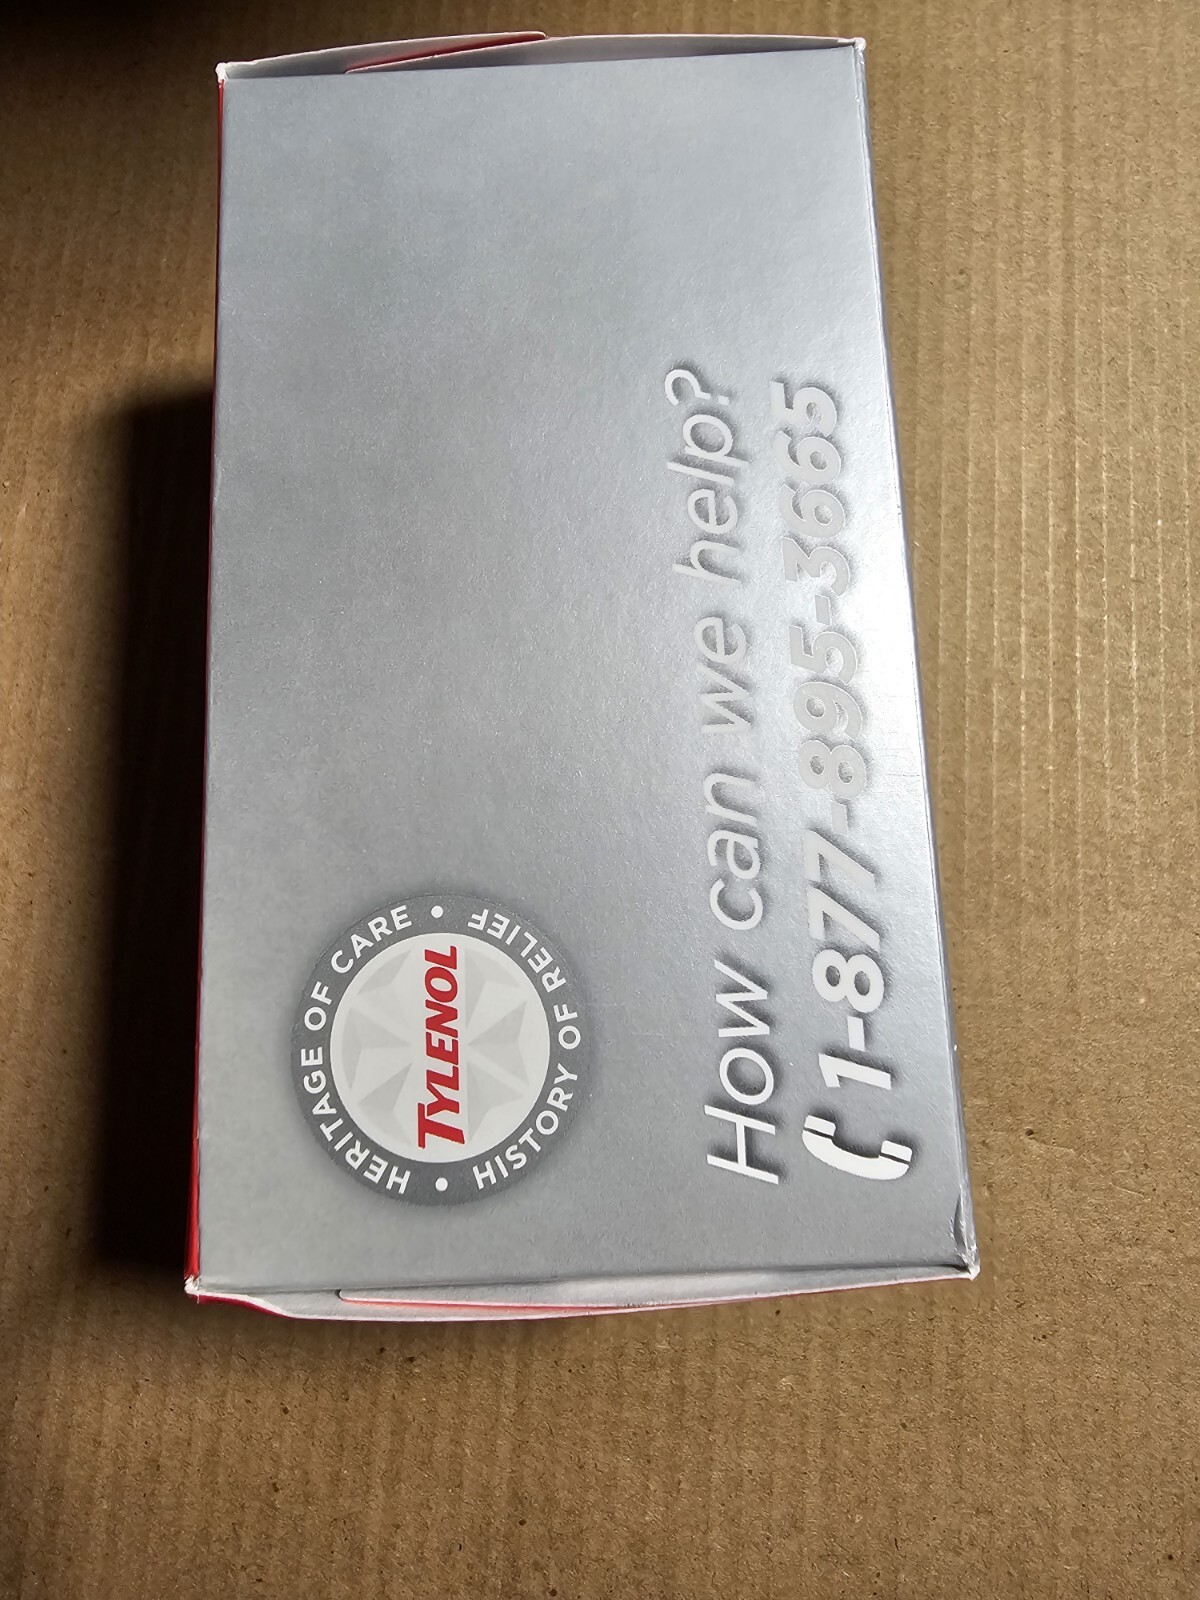 HERITAGE OF CARE
TYLENOL
HISTORY OF RELIEF
How can we help?
1-877-895-3665